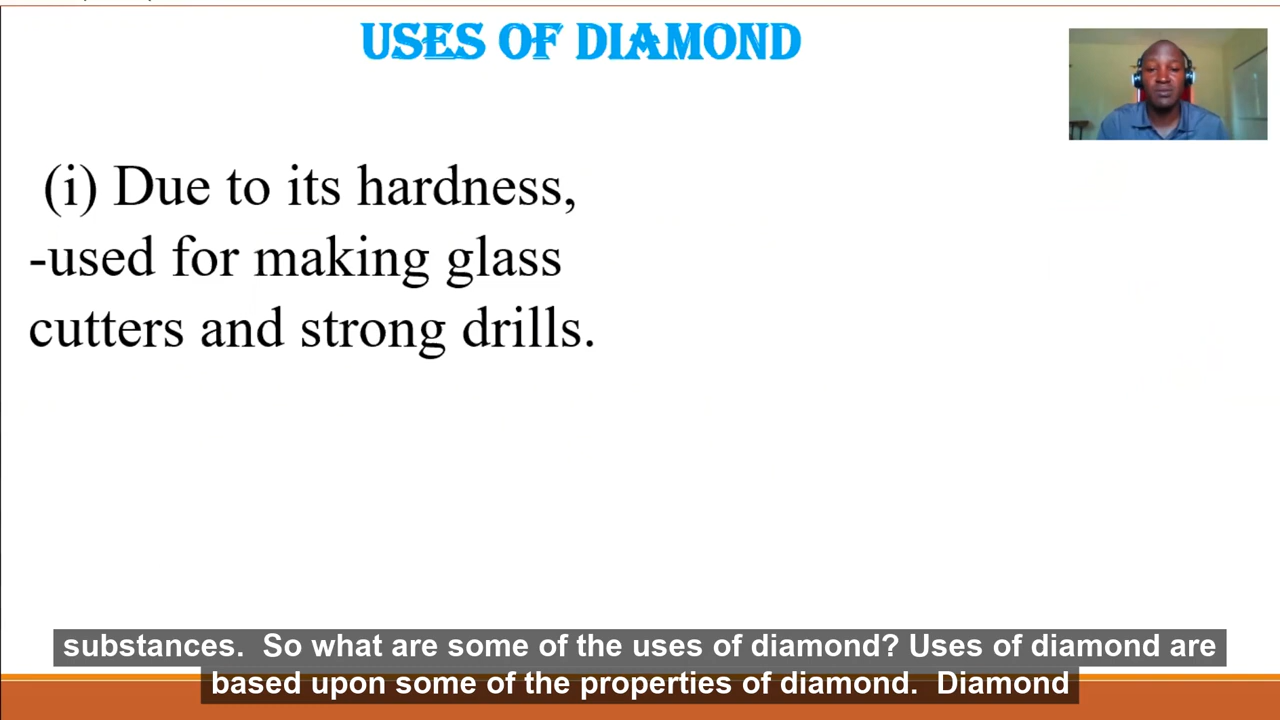 USES OF DIAMOND
(i) Due to its hardness,
-used for making glass
cutters and strong drills.
substances.  So what are some of the uses of diamond? Uses of diamond are
based upon some of the properties of diamond.  Diamond